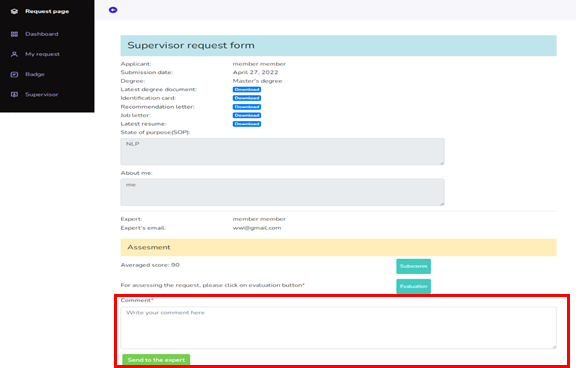 Request page
Dashboard
My request
Badge
Supervisor
Supervisor request form
Applicant: member member
Submission date: April 27, 2022
Degree: Master's degree
Latest degree document: Download
Identification card: Download
Recommendation letter: Download
Job letter: Download
Latest resume: Download
State of purpose(SOP):
NLP
About me:
me
Expert: member member
Expert's email: ww@gmail.com
Assesment
Averaged score: 90 Subscores
For assessing the request, please click on evaluation button* Evaluation
Comment*
Write your comment here
Send to the expert